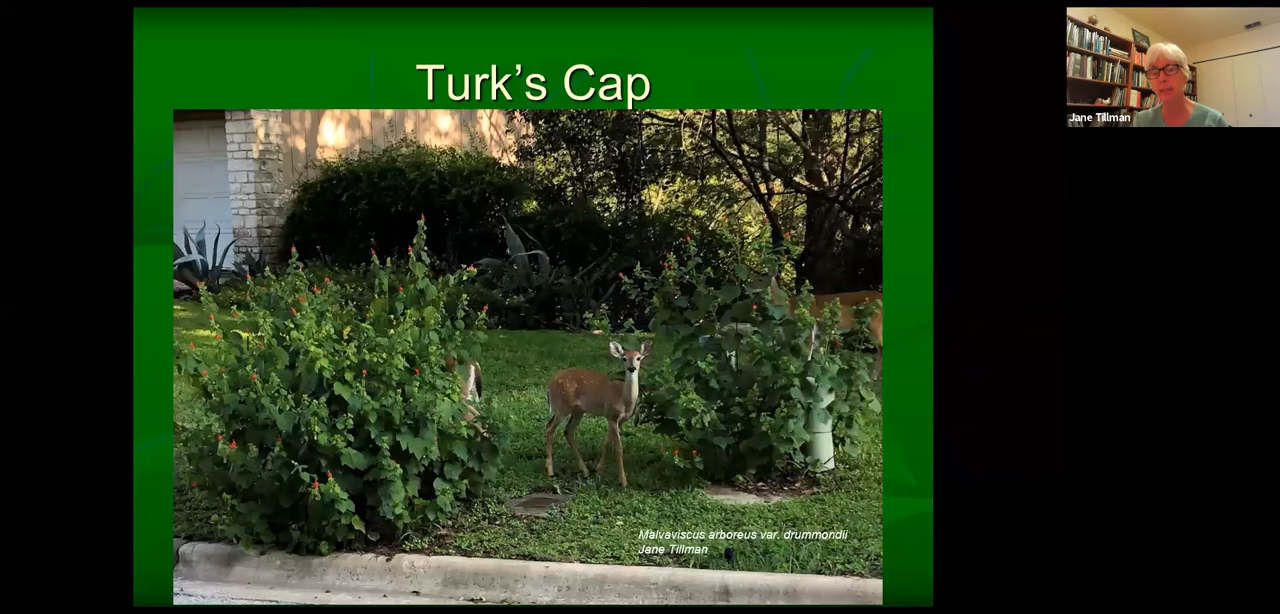 Turk's Cap
Jane Tillman
Malvaviscus arboreus var. drummondii
Jane Tillman